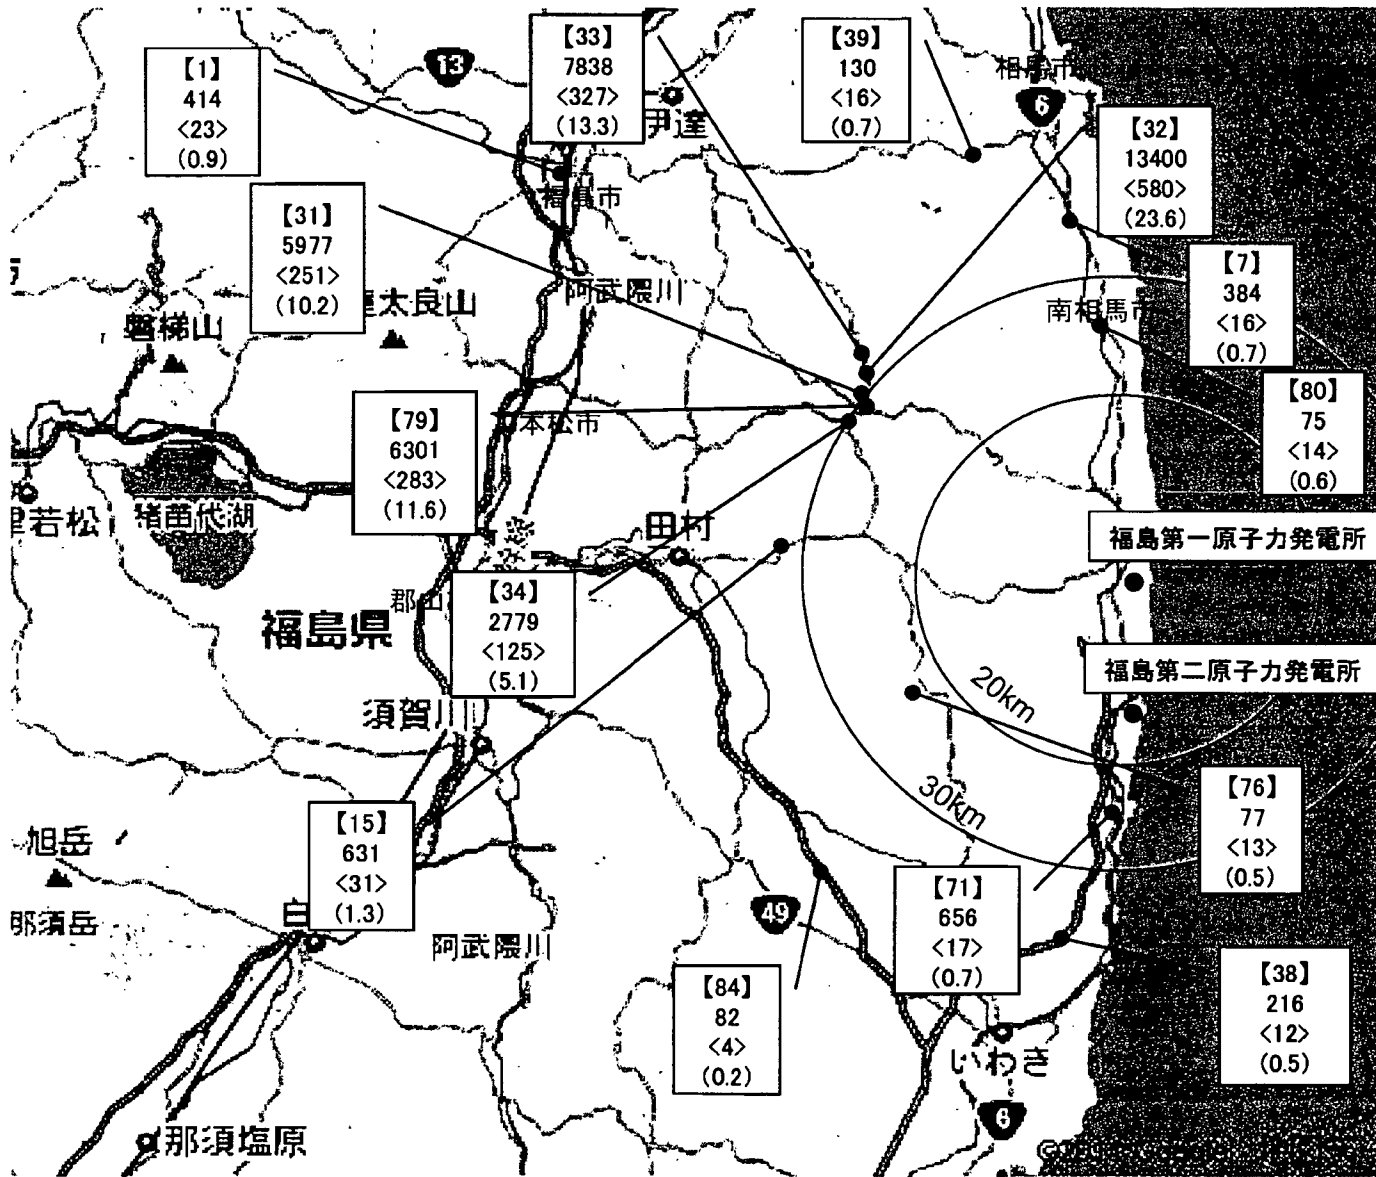 【1】
414
<23>
(0.9)
13
【33】
7838
<327>
(13.3)
伊達
【39】
130
<16>
(0.7)
相馬市
6
【32】
13400
<580>
(23.6)
福島市
【31】
5977
<251>
(10.2)
阿武隈川
太良山
磐梯山
南相馬市
【7】
384
<16>
(0.7)
【80】
75
<14>
(0.6)
【79】
6301
<283>
(11.6)
本松市
若松
猪苗代湖
田村
福島第一原子力発電所
郡山
福島県
【34】
2779
<125>
(5.1)
福島第二原子力発電所
20km
須賀川
30km
【76】
77
<13>
(0.5)
【15】
631
<31>
(1.3)
旭岳
那須岳
白
阿武隈川
49
【71】
656
<17>
(0.7)
【84】
82
<4>
(0.2)
【38】
216
<12>
(0.5)
いわき
6
那須塩原